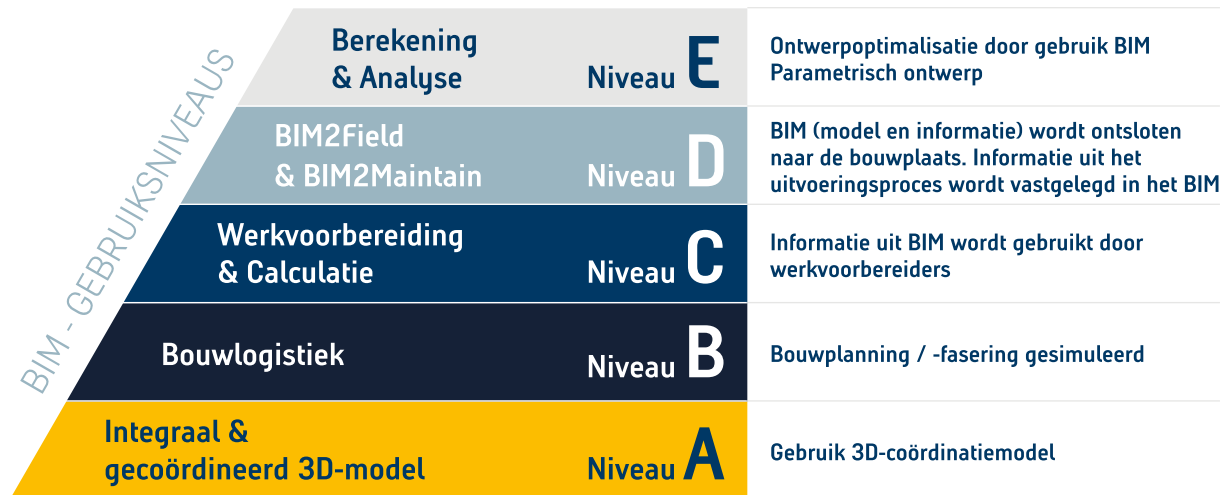 BIM - GEBRUIKSNIVEAUS
Berekening
& Analyse
Niveau E
Ontwerpoptimalisatie door gebruik BIM
Parametrisch ontwerp
BIM2Field
& BIM2Maintain
Niveau D
BIM (model en informatie) wordt ontsloten
naar de bouwplaats. Informatie uit het
uitvoeringsproces wordt vastgelegd in het BIM
Werkvoorbereiding
& Calculatie
Niveau C
Informatie uit BIM wordt gebruikt door
werkvoorbereiders
Bouwlogistiek
Niveau B
Bouwplanning / -fasering gesimuleerd
Integraal &
gecoördineerd 3D-model
Niveau A
Gebruik 3D-coördinatiemodel